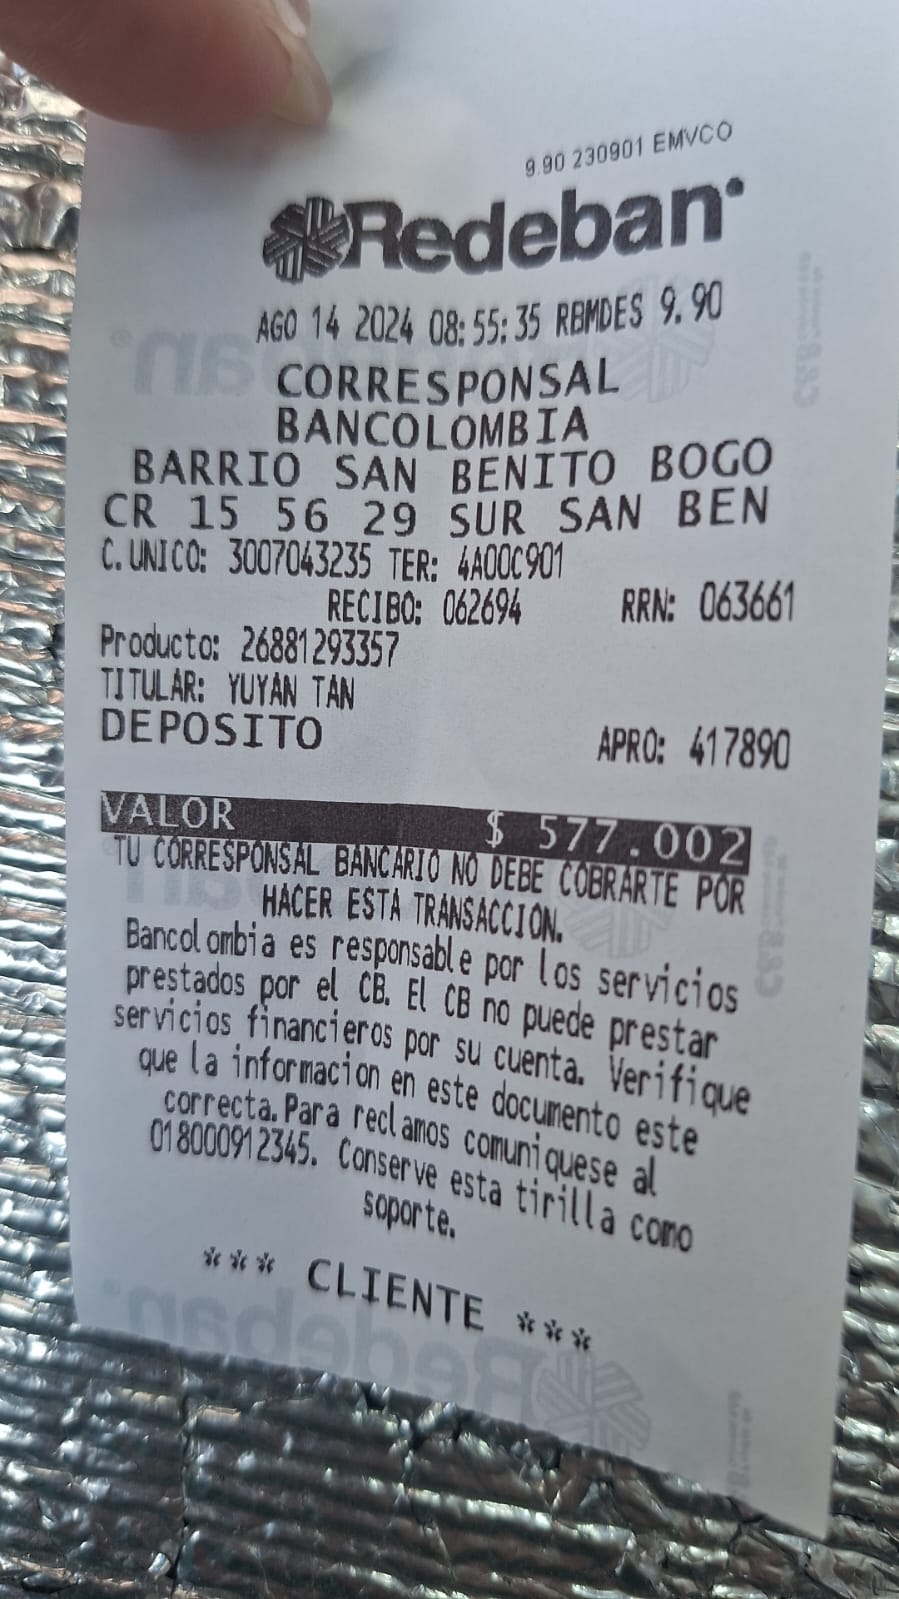 9.90 230901 EMVCO
Redeban
AGO 14 2024 08:55:35 RBMDES 9.90
CORRESPONSAL
BANCOLOMBIA
BARRIO SAN BENITO BOGO
CR 15 56 29 SUR SAN BEN
C.UNICO: 3007043235 TER: 4A00C901
RECIBO: 062694 RRN: 063661
Producto: 26881293357
TITULAR: YUYAN TAN
DEPOSITO APRO: 417890
VALOR $ 577.002
TU CORRESPONSAL BANCARIO NO DEBE COBRARTE POR
HACER ESTA TRANSACCION.
Bancolombia es responsable por los servicios
prestados por el CB. El CB no puede prestar
servicios financieros por su cuenta. Verifique
que la informacion en este documento este
correcta. Para reclamos comuniquese al
018000912345. Conserve esta tirilla como
soporte.
*** CLIENTE ***
Redeban